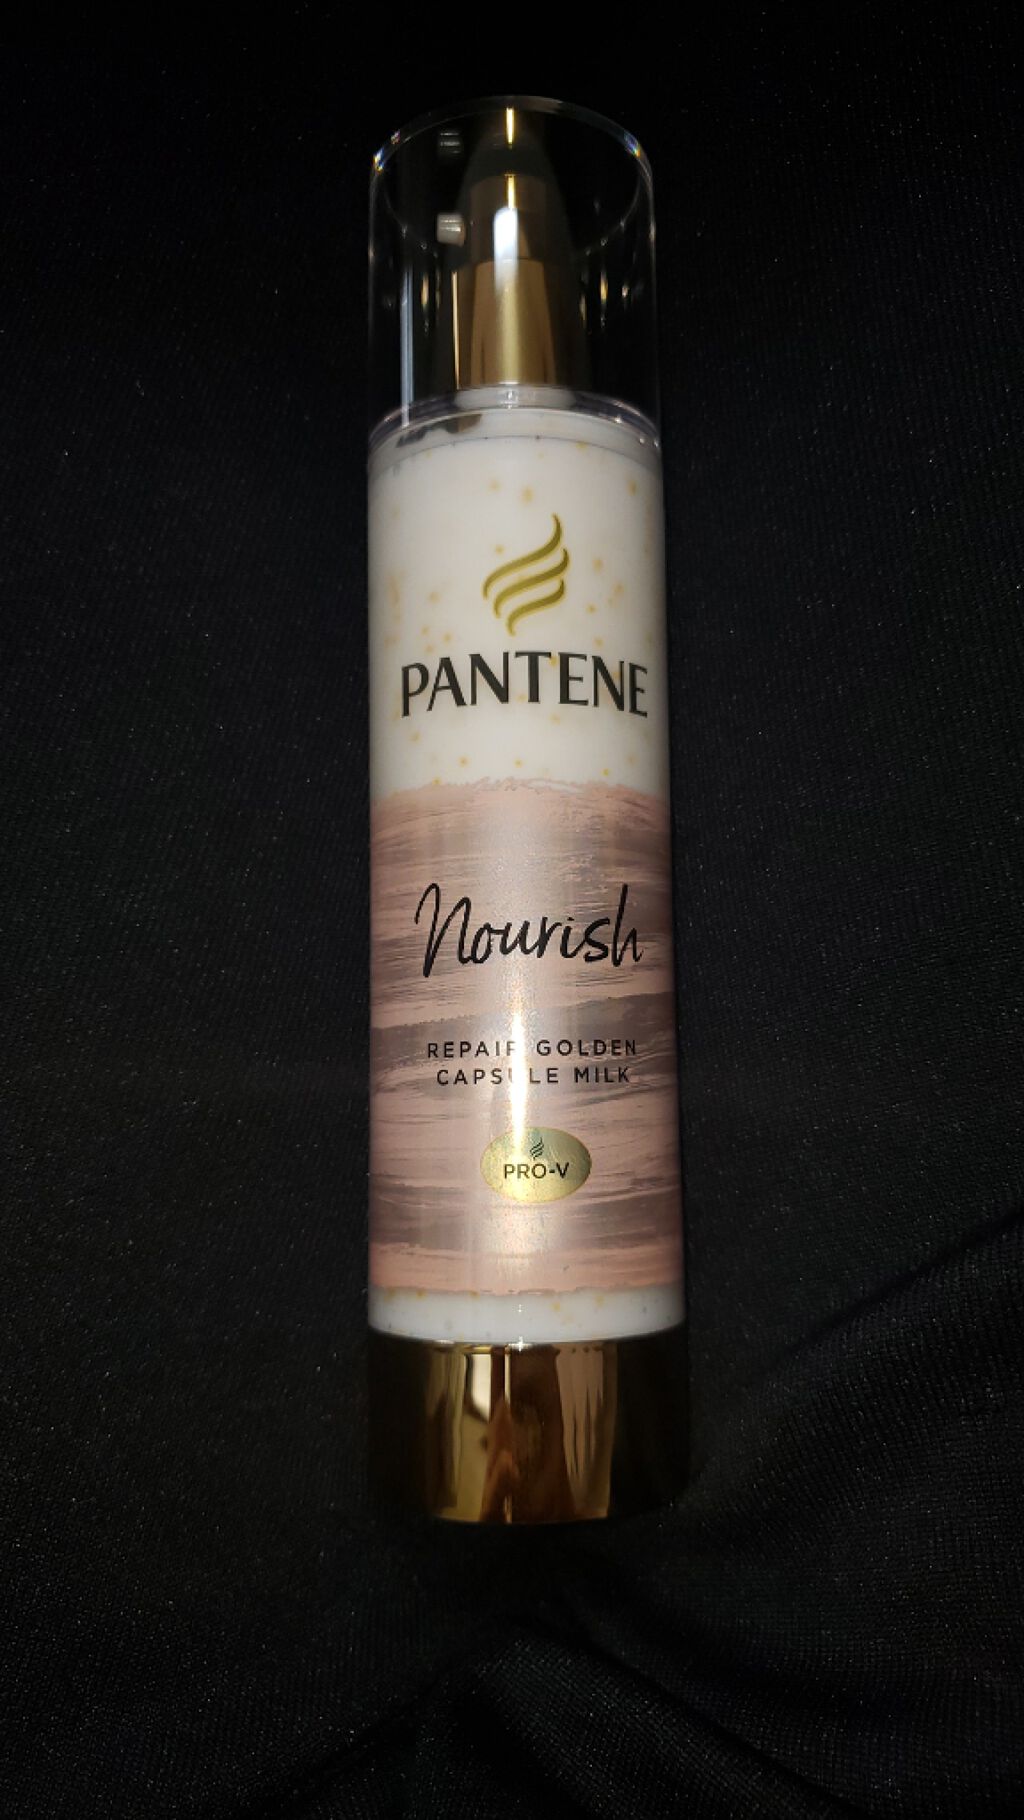 PANTENE
Nourish
REPAIR GOLDEN
CAPSULE MILK
PRO-V